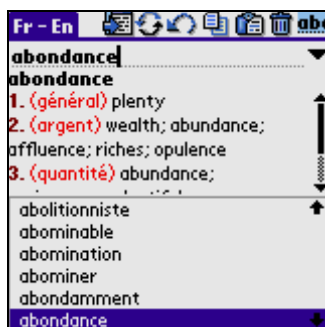 Fr - En
abo
abondance
abondance
1. (général) plenty
2. (argent) wealth; abundance;
affluence; riches; opulence
3. (quantité) abundance;
abolitionniste
abominable
abomination
abominer
abondamment
abondance